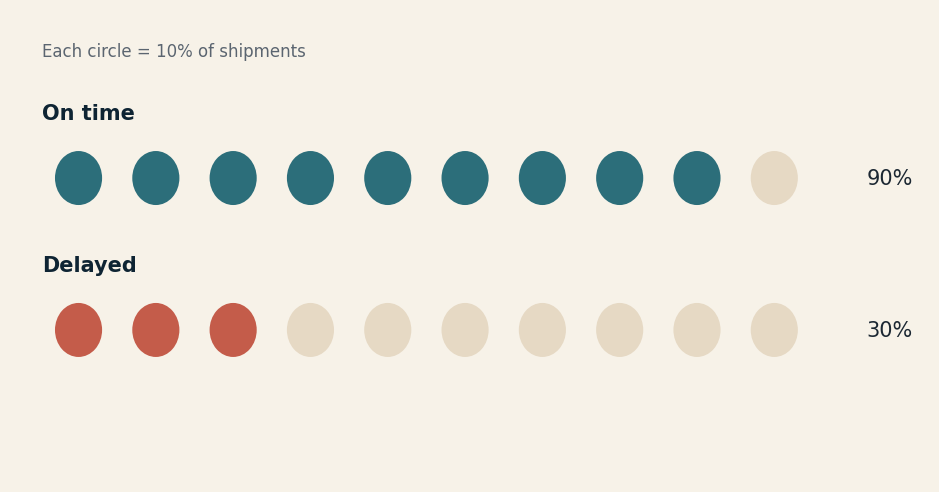 Each circle = 10% of shipments
On time
90%
Delayed
30%